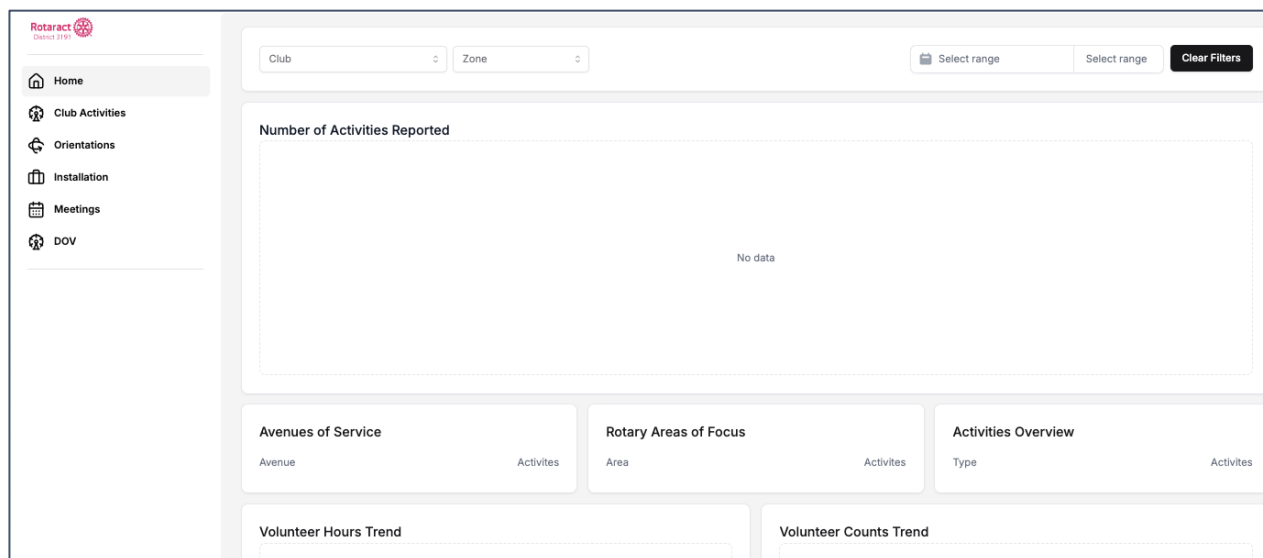 Rotaract
District 3191
Home
Club Activities
Orientations
Installation
Meetings
DOV
Club
Zone
Select range
Select range
Clear Filters
Number of Activities Reported
No data
Avenues of Service
Avenue
Activites
Rotary Areas of Focus
Area
Activites
Activities Overview
Type
Activites
Volunteer Hours Trend
Volunteer Counts Trend